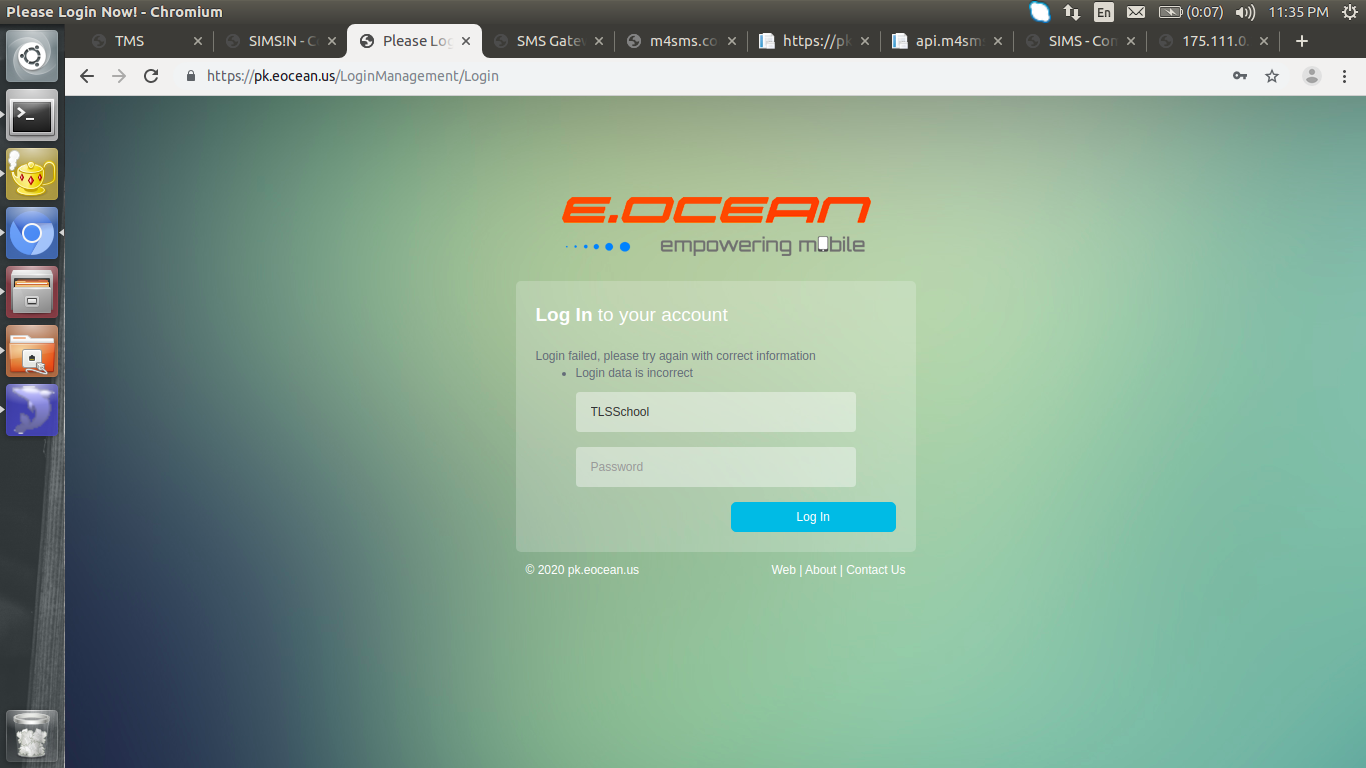 Please Login Now! - Chromium
En
(0:07)
11:35 PM
TMS
SIMS!N - C
Please Log
SMS Gate
m4sms.co
https://pk
api.m4sm
SIMS - Con
175.111.0.
https://pk.eocean.us/LoginManagement/Login
E.OCEAN
empowering mobile
Log In to your account
Login failed, please try again with correct information
Login data is incorrect
TLSSchool
Password
Log In
© 2020 pk.eocean.us
Web | About | Contact Us